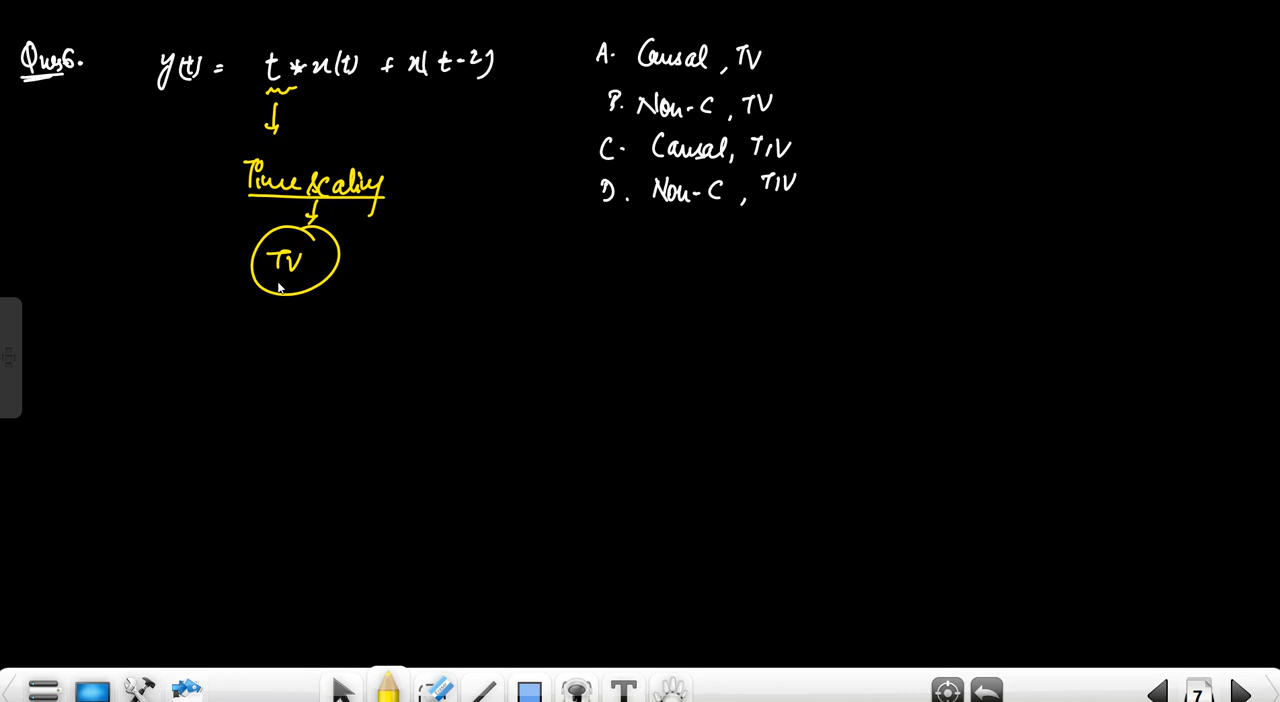 Ques6. y(t) = t * x(t) + x(t-2)
Time scaling
TV
A. Causal, TV
B. Non-C, TV
C. Causal, TIV
D. Non-C, TIV
T
7